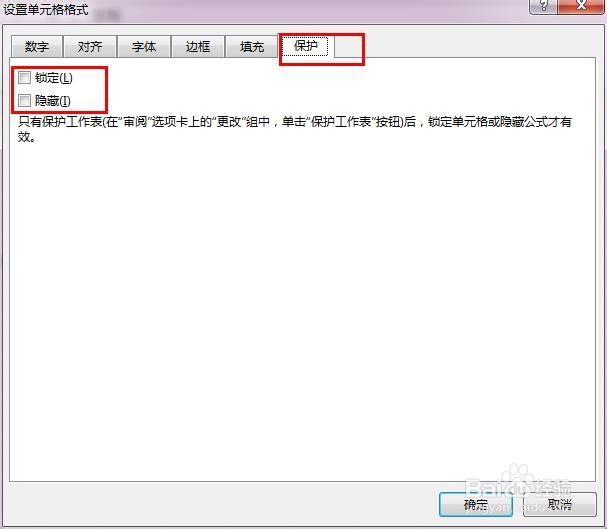 设置单元格格式
数字 对齐 字体 边框 填充 保护
锁定(L)
隐藏(I)
只有保护工作表(在“审阅”选项卡上的“更改”组中，单击“保护工作表”按钮)后，锁定单元格或隐藏公式才有
效。
确定 取消
Baidu经验